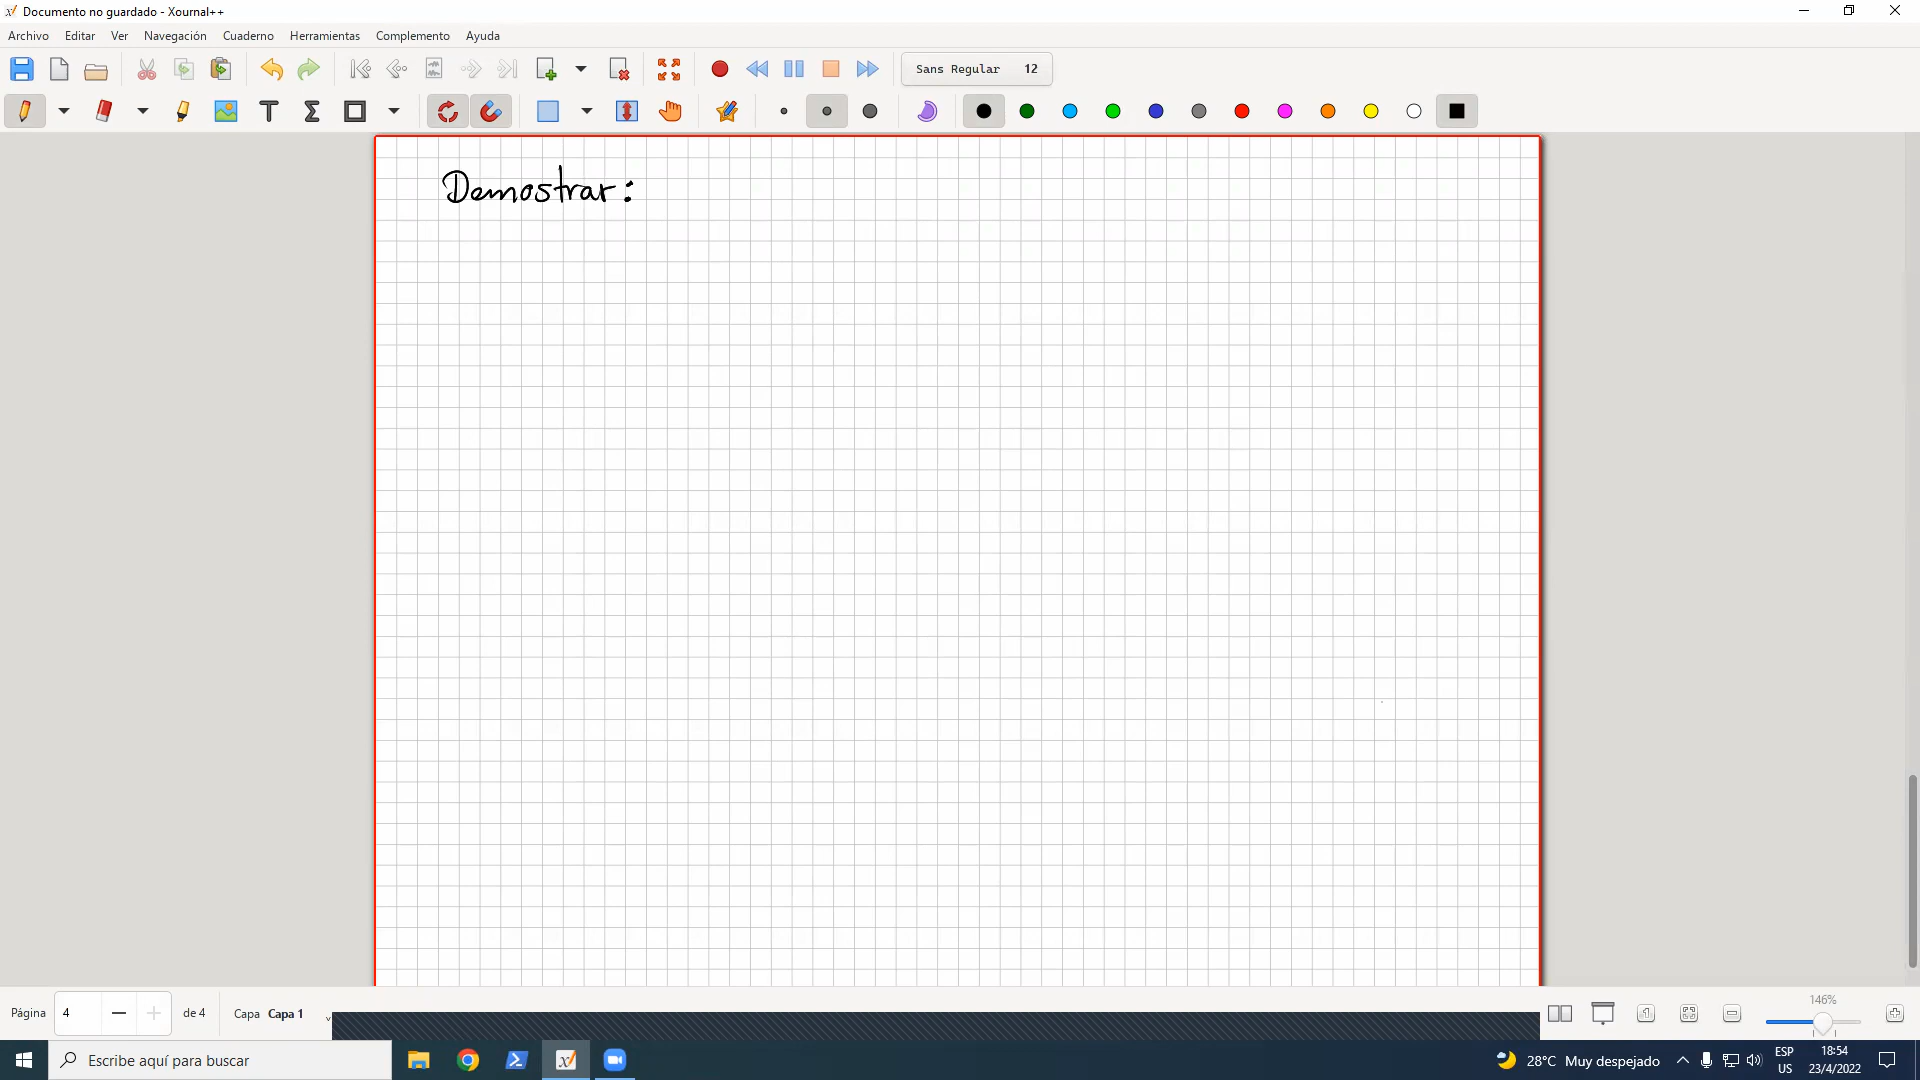 Documento no guardado - Xournal++
Archivo Editar Ver Navegación Cuaderno Herramientas Complemento Ayuda
Sans Regular 12
Demostrar:
Página 4 de 4 Capa Capa 1
146%
Escribe aquí para buscar
28°C Muy despejado
ESP
US
18:54
23/4/2022